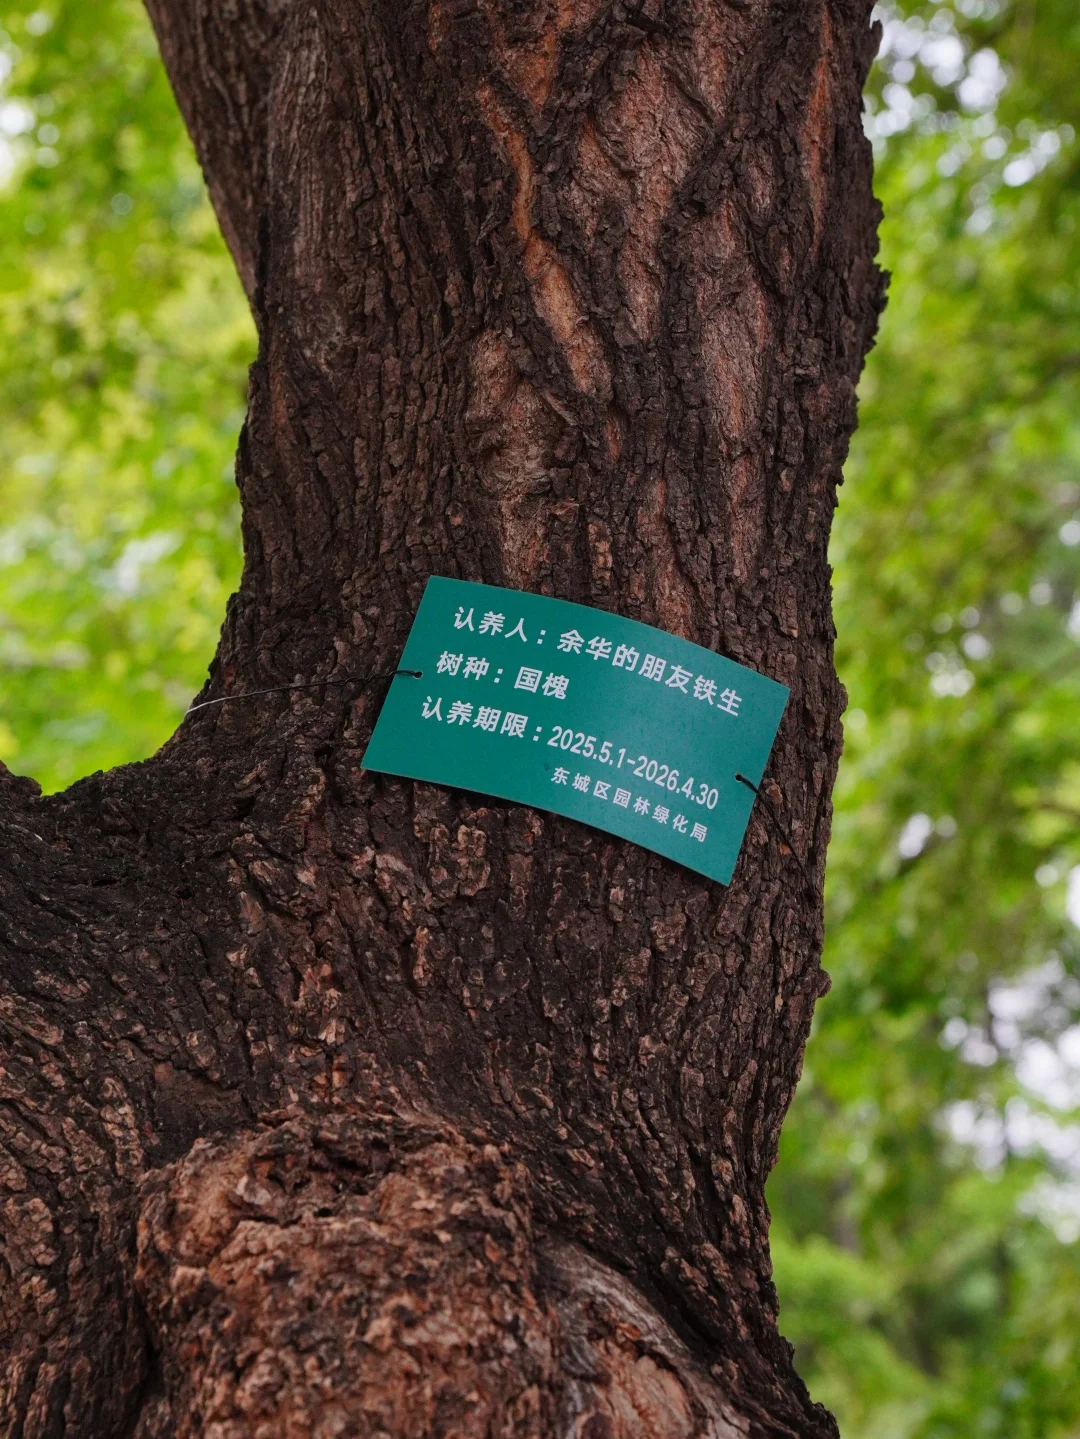 认养人：余华的朋友铁生
树种：国槐
认养期限：2025.5.1-2026.4.30
东城区园林绿化局